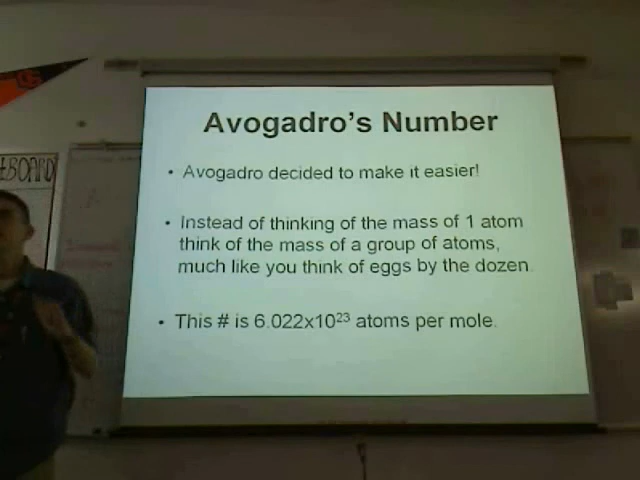 Avogadro's Number
• Avogadro decided to make it easier!
• Instead of thinking of the mass of 1 atom
think of the mass of a group of atoms,
much like you think of eggs by the dozen.
• This # is 6.022x10²³ atoms per mole.